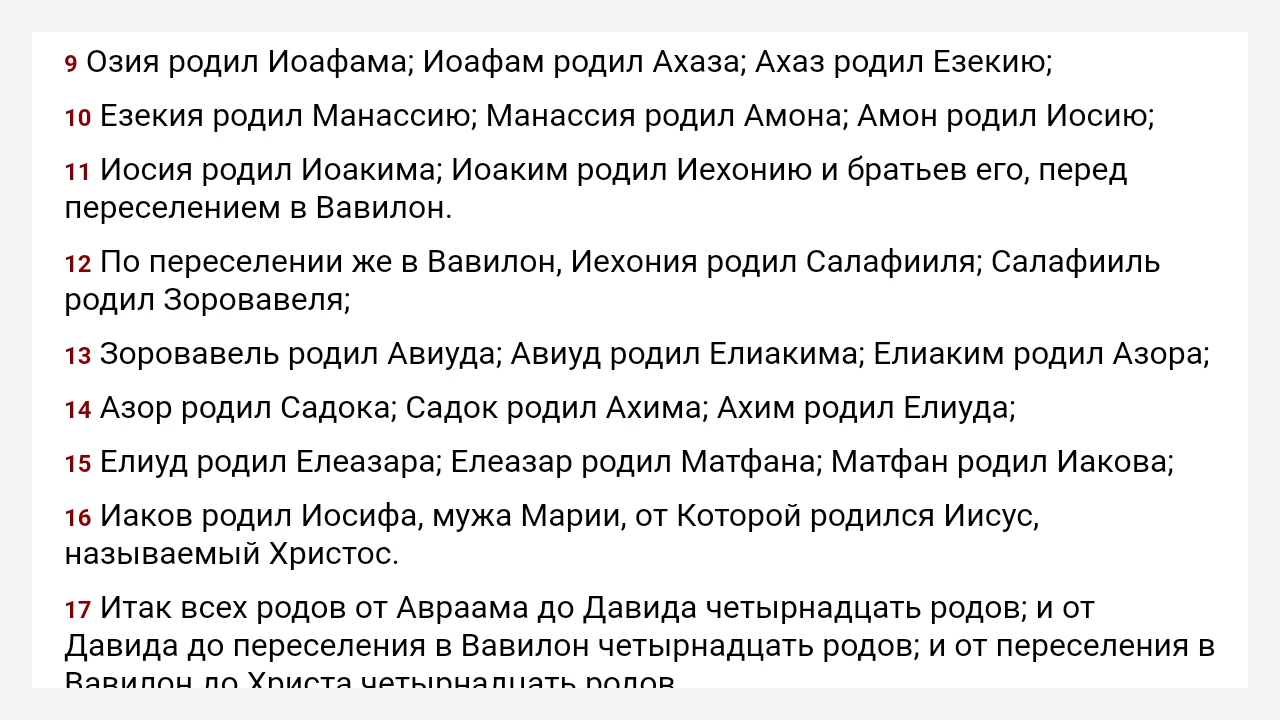 9 Озия родил Иоафама; Иоафам родил Ахаза; Ахаз родил Езекию;
10 Езекия родил Манассию; Манассия родил Амона; Амон родил Иосию;
11 Иосия родил Иоакима; Иоаким родил Иехонию и братьев его, перед
переселением в Вавилон.
12 По переселении же в Вавилон, Иехония родил Салафииля; Салафииль
родил Зоровавеля;
13 Зоровавель родил Авиуда; Авиуд родил Елиакима; Елиаким родил Азора;
14 Азор родил Садока; Садок родил Ахима; Ахим родил Елиуда;
15 Елиуд родил Елеазара; Елеазар родил Матфана; Матфан родил Иакова;
16 Иаков родил Иосифа, мужа Марии, от Которой родился Иисус,
называемый Христос.
17 Итак всех родов от Авраама до Давида четырнадцать родов; и от
Давида до переселения в Вавилон четырнадцать родов; и от переселения в
Вавилон до Христа четырнадцать родов.